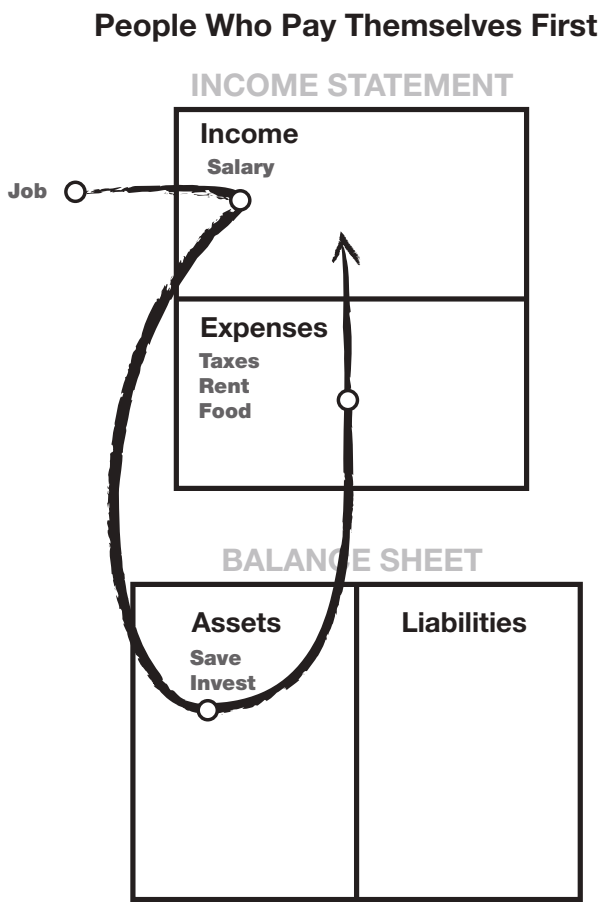 People Who Pay Themselves First
INCOME STATEMENT
Income
Salary
Job
Expenses
Taxes
Rent
Food
BALANCE SHEET
Assets
Save
Invest
Liabilities